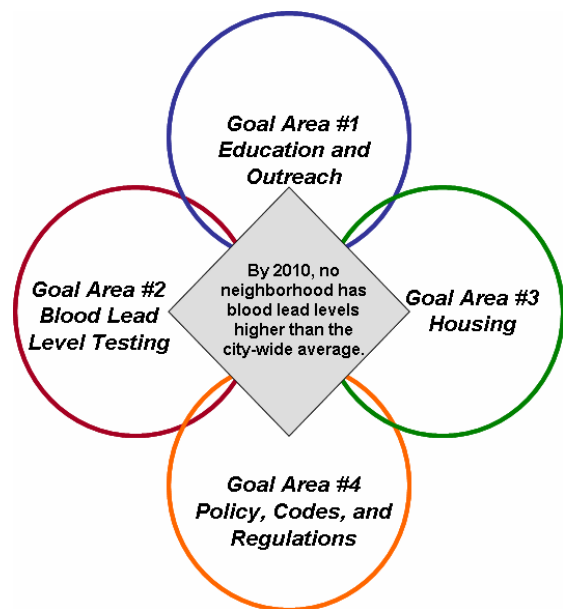 Goal Area #1
Education and
Outreach
Goal Area #2
Blood Lead
Level Testing
By 2010, no
neighborhood has
blood lead levels
higher than the
city-wide average.
Goal Area #3
Housing
Goal Area #4
Policy, Codes, and
Regulations